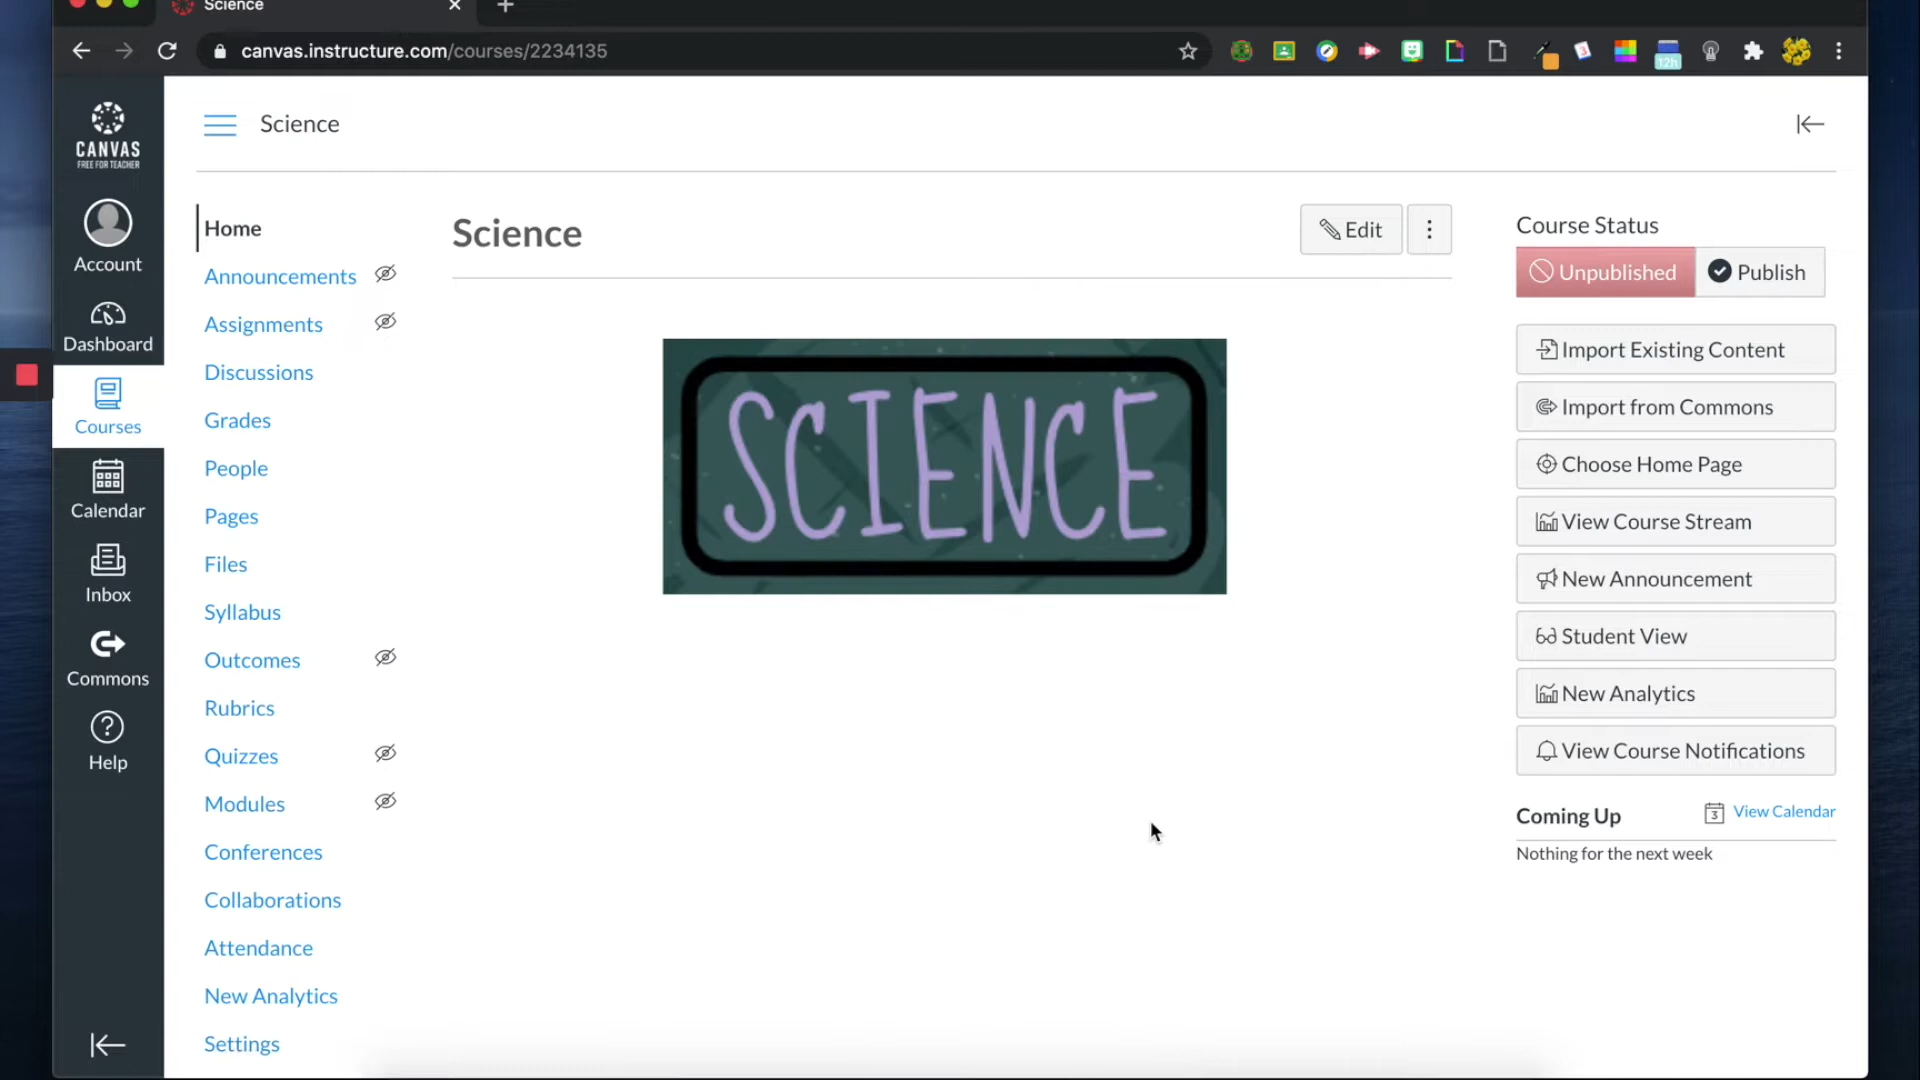 Science
canvas.instructure.com/courses/2234135
12h
CANVAS
FREE FOR TEACHER
Account
Dashboard
Courses
Calendar
Inbox
Commons
Help
Science
Home
Announcements
Assignments
Discussions
Grades
People
Pages
Files
Syllabus
Outcomes
Rubrics
Quizzes
Modules
Conferences
Collaborations
Attendance
New Analytics
Settings
Science
Edit
SCIENCE
Course Status
Unpublished
Publish
Import Existing Content
Import from Commons
Choose Home Page
View Course Stream
New Announcement
Student View
New Analytics
View Course Notifications
Coming Up
3 View Calendar
Nothing for the next week